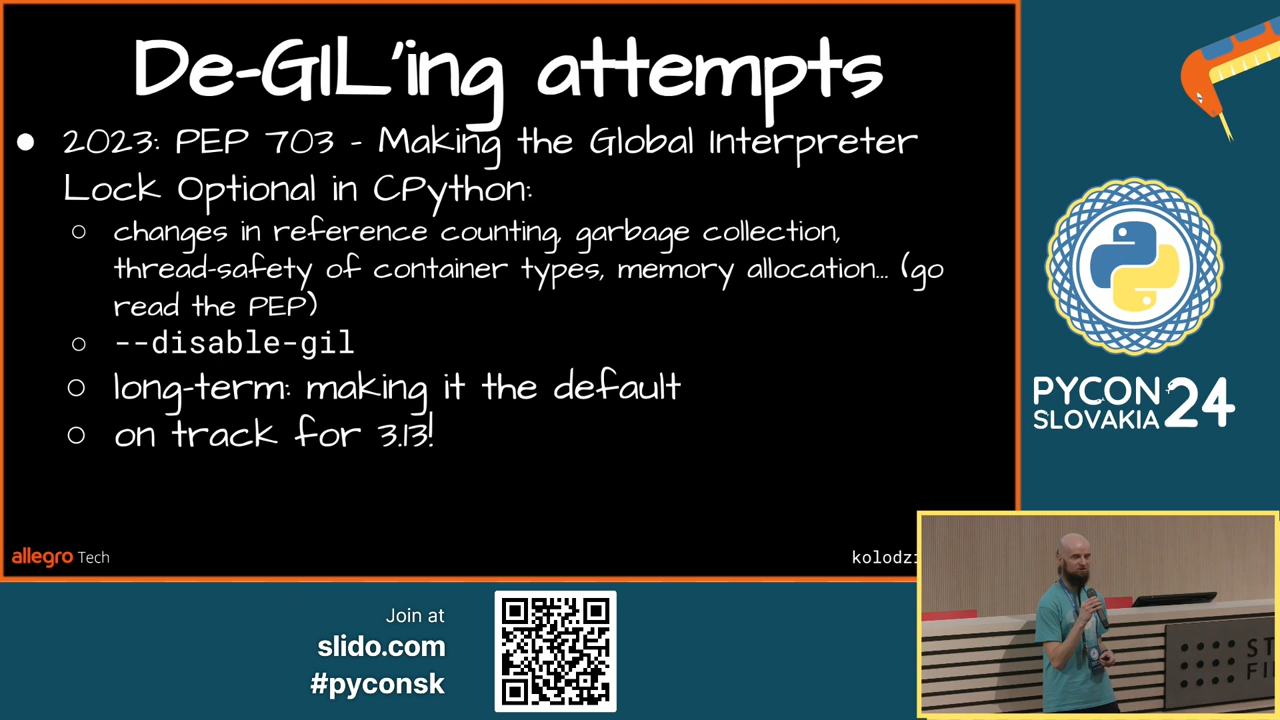 De-GIL'ing attempts
● 2023: PEP 703 - Making the Global Interpreter
Lock Optional in CPython:
○ changes in reference counting, garbage collection,
thread-safety of container types, memory allocation... (go
read the PEP)
○ --disable-gil
○ long-term: making it the default
○ on track for 3.13!
allegro Tech
PYCON
SLOVAKIA 24
Join at
slido.com
#pyconsk